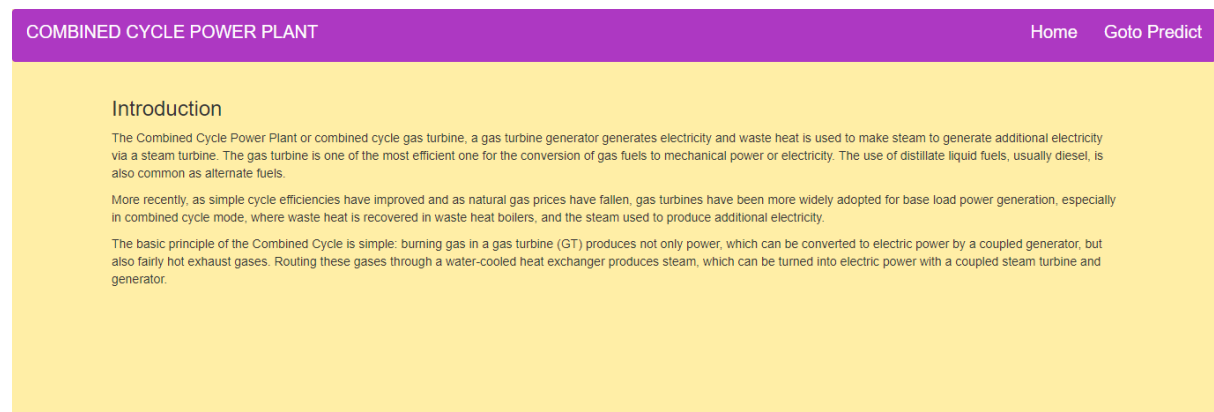 COMBINED CYCLE POWER PLANT
Home
Goto Predict
Introduction
The Combined Cycle Power Plant or combined cycle gas turbine, a gas turbine generator generates electricity and waste heat is used to make steam to generate additional electricity
via a steam turbine. The gas turbine is one of the most efficient one for the conversion of gas fuels to mechanical power or electricity. The use of distillate liquid fuels, usually diesel, is
also common as alternate fuels.
More recently, as simple cycle efficiencies have improved and as natural gas prices have fallen, gas turbines have been more widely adopted for base load power generation, especially
in combined cycle mode, where waste heat is recovered in waste heat boilers, and the steam used to produce additional electricity.
The basic principle of the Combined Cycle is simple: burning gas in a gas turbine (GT) produces not only power, which can be converted to electric power by a coupled generator, but
also fairly hot exhaust gases. Routing these gases through a water-cooled heat exchanger produces steam, which can be turned into electric power with a coupled steam turbine and
generator.